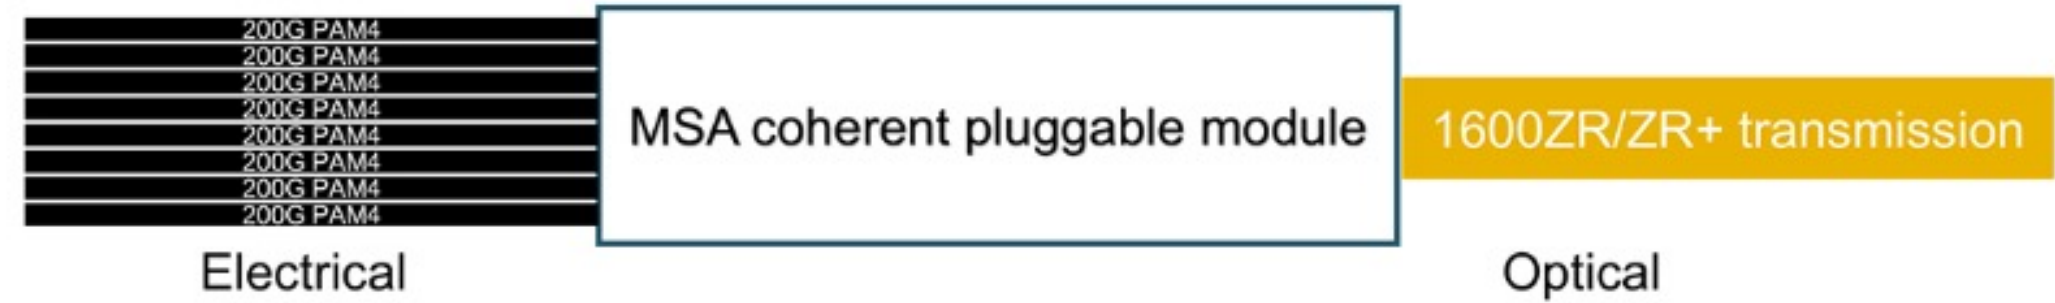 200G PAM4
200G PAM4
200G PAM4
200G PAM4
200G PAM4
200G PAM4
200G PAM4
200G PAM4
MSA coherent pluggable module
1600ZR/ZR+ transmission
Electrical
Optical